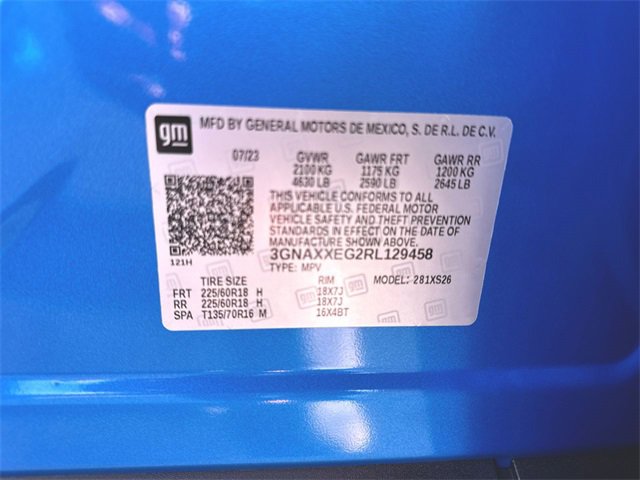 gm MFD BY GENERAL MOTORS DE MEXICO, S. DE R.L. DE C.V.
07/23 GVWR GAWR FRT GAWR RR
2100 KG 1175 KG 1200 KG
4630 LB 2590 LB 2645 LB
THIS VEHICLE CONFORMS TO ALL
APPLICABLE U.S. FEDERAL MOTOR
VEHICLE SAFETY AND THEFT PREVENTION
STANDARDS IN EFFECT ON THE DATE OF
MANUFACTURE SHOWN ABOVE.
121H 3GNAXXEG2RL129458
TYPE: MPV MODEL: 281XS26
TIRE SIZE RIM
FRT 225/60R18 H 18X7J
RR 225/60R18 H 18X7J
SPA T135/70R16 M 16X4BT